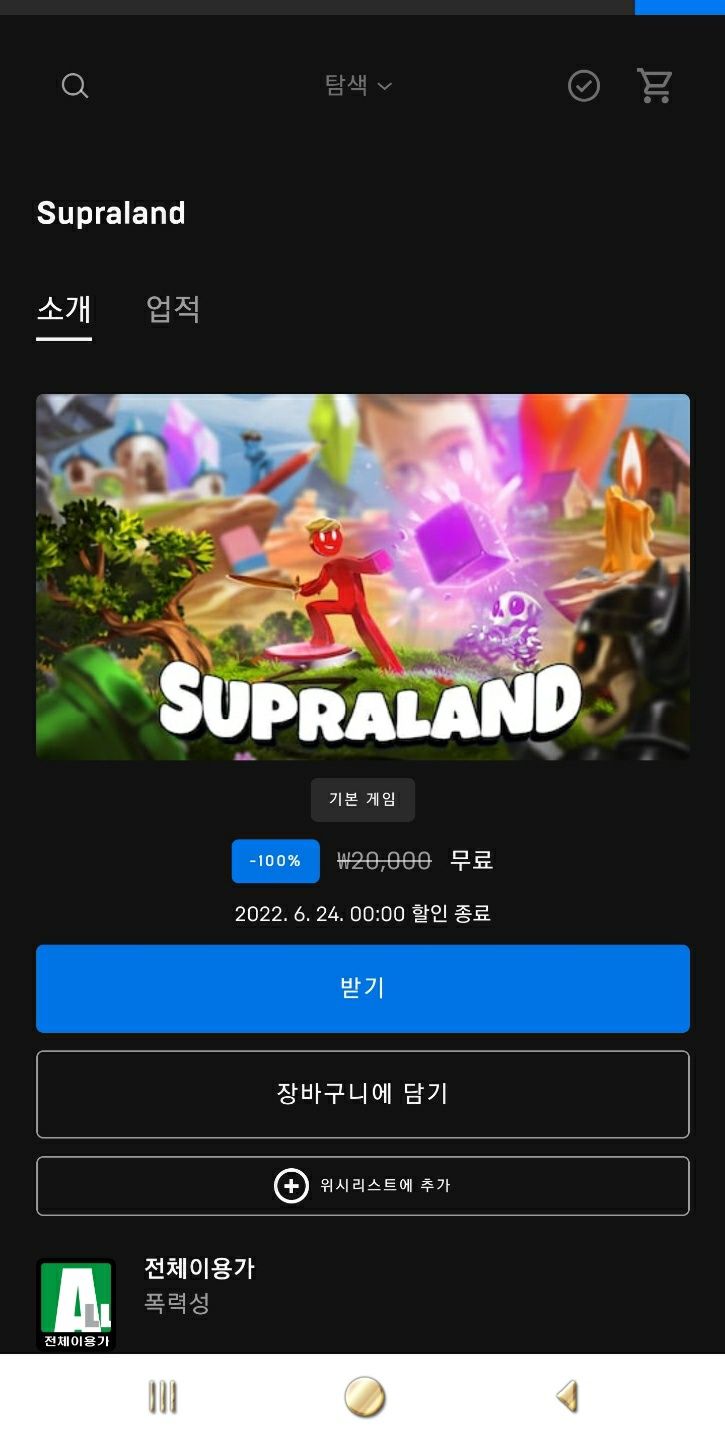 탐색
Supraland
소개 업적
SUPRALAND
기본 게임
-100% ₩20,000 무료
2022. 6. 24. 00:00 할인 종료
받기
장바구니에 담기
위시리스트에 추가
전체이용가
폭력성
ALL
전체이용가